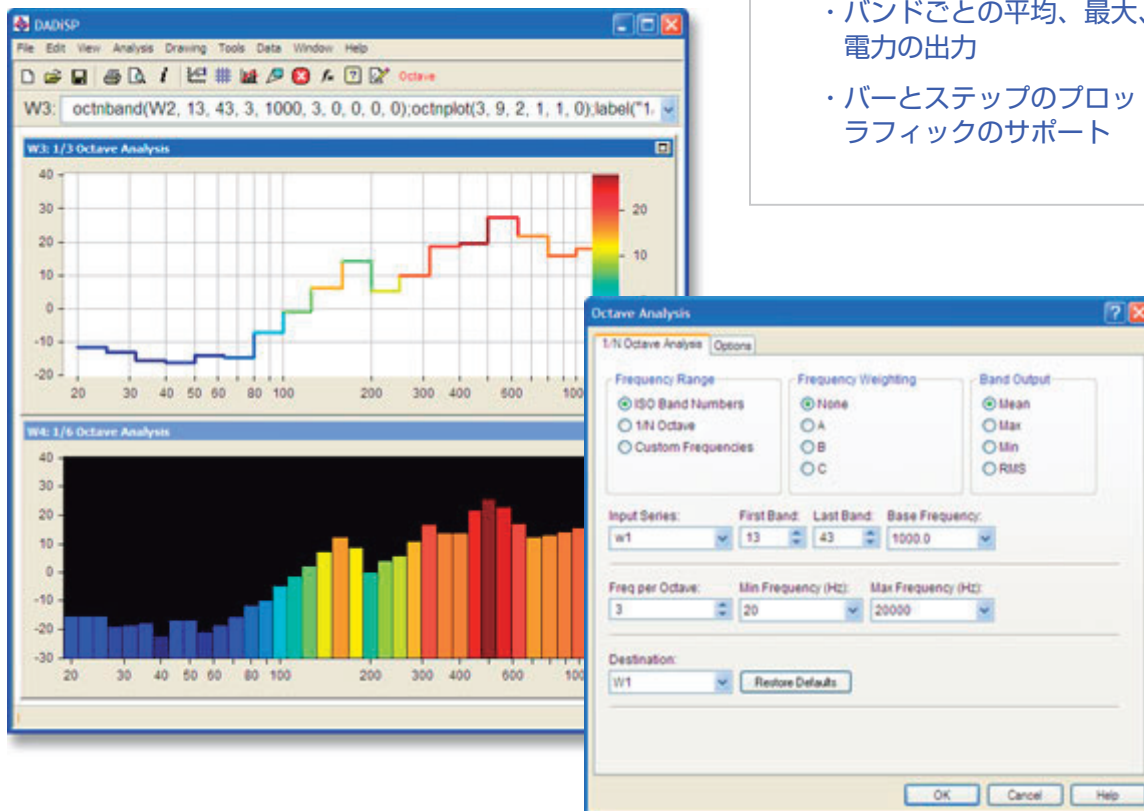 DADiSP
File Edit View Analysis Drawing Tools Data Window Help
Octave
W3: octnband(W2, 13, 43, 3, 1000, 3, 0, 0, 0, 0);octnplot(3, 9, 2, 1, 1, 0);label("1
W3: 1/3 Octave Analysis
40
30
20
10
0
-10
-20
20 30 40 50 60 80 100 200 300 400 600 100
20
10
W4: 1/6 Octave Analysis
40
30
20
10
0
-10
-20
-30
20 30 40 50 60 80 100 200 300 400 600 100
・バンドごとの平均、最大、
電力の出力
・バーとステップのプロッ
ラフィックのサポート
Octave Analysis
1/N Octave Analysis Options
Frequency Range Frequency Weighting Band Output
ISO Band Numbers None Mean
1/N Octave A Max
Custom Frequencies B Min
C RMS
Input Series: First Band: Last Band: Base Frequency:
w1 13 43 1000.0
Freq per Octave: Min Frequency (Hz): Max Frequency (Hz):
3 20 20000
Destination:
W1 Restore Defaults
OK Cancel Help